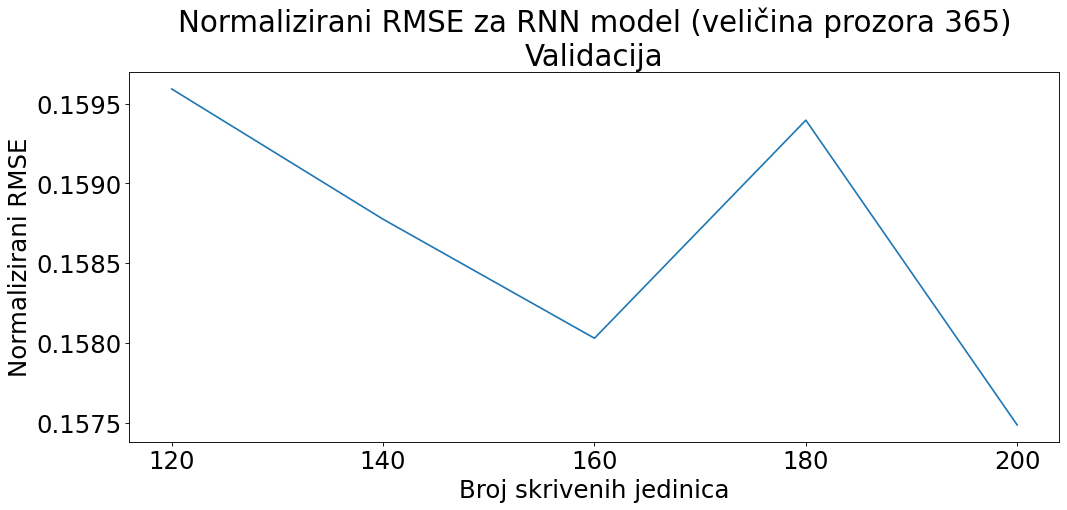 Normalizirani RMSE za RNN model (veličina prozora 365)
Validacija
Normalizirani RMSE
0.1595
0.1590
0.1585
0.1580
0.1575
120 140 160 180 200
Broj skrivenih jedinica